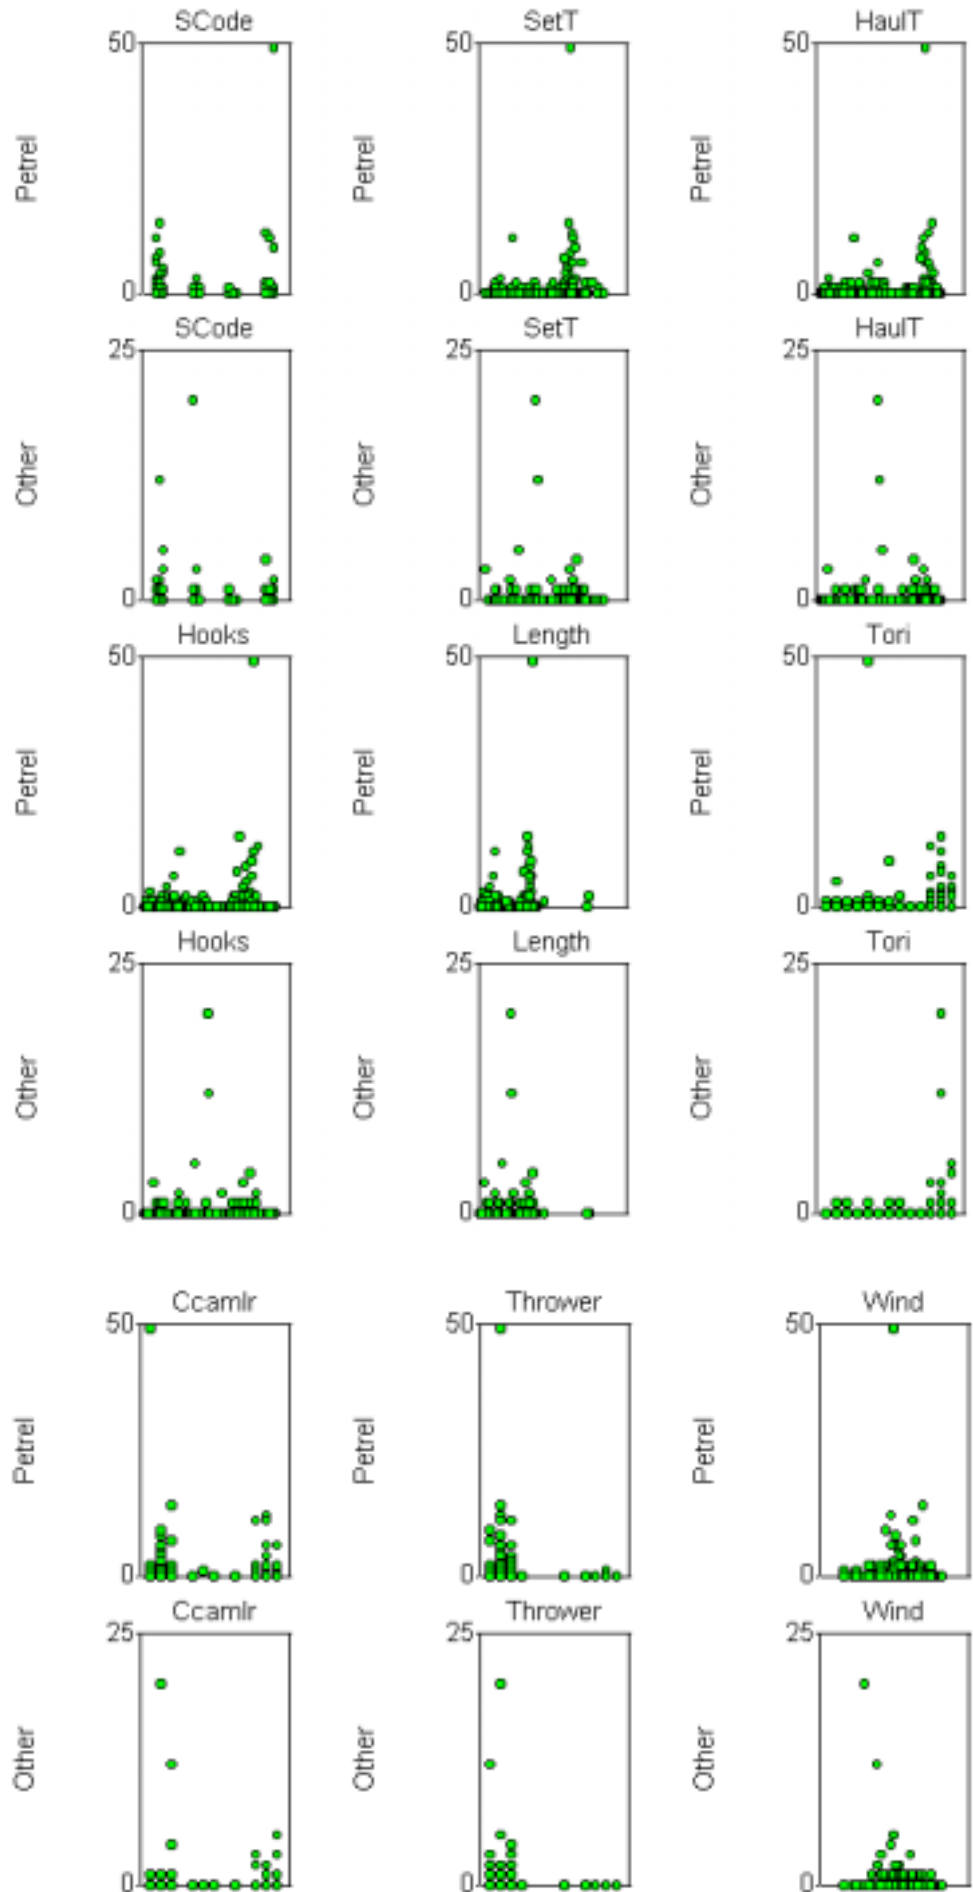 SCode SetT HaulT
50 50 50
Petrel Petrel Petrel
0 0 0
SCode SetT HaulT
25 25 25
Other Other Other
0 0 0
Hooks Length Tori
50 50 50
Petrel Petrel Petrel
0 0 0
Hooks Length Tori
25 25 25
Other Other Other
0 0 0
Ccamlr Thrower Wind
50 50 50
Petrel Petrel Petrel
0 0 0
Ccamlr Thrower Wind
25 25 25
Other Other Other
0 0 0